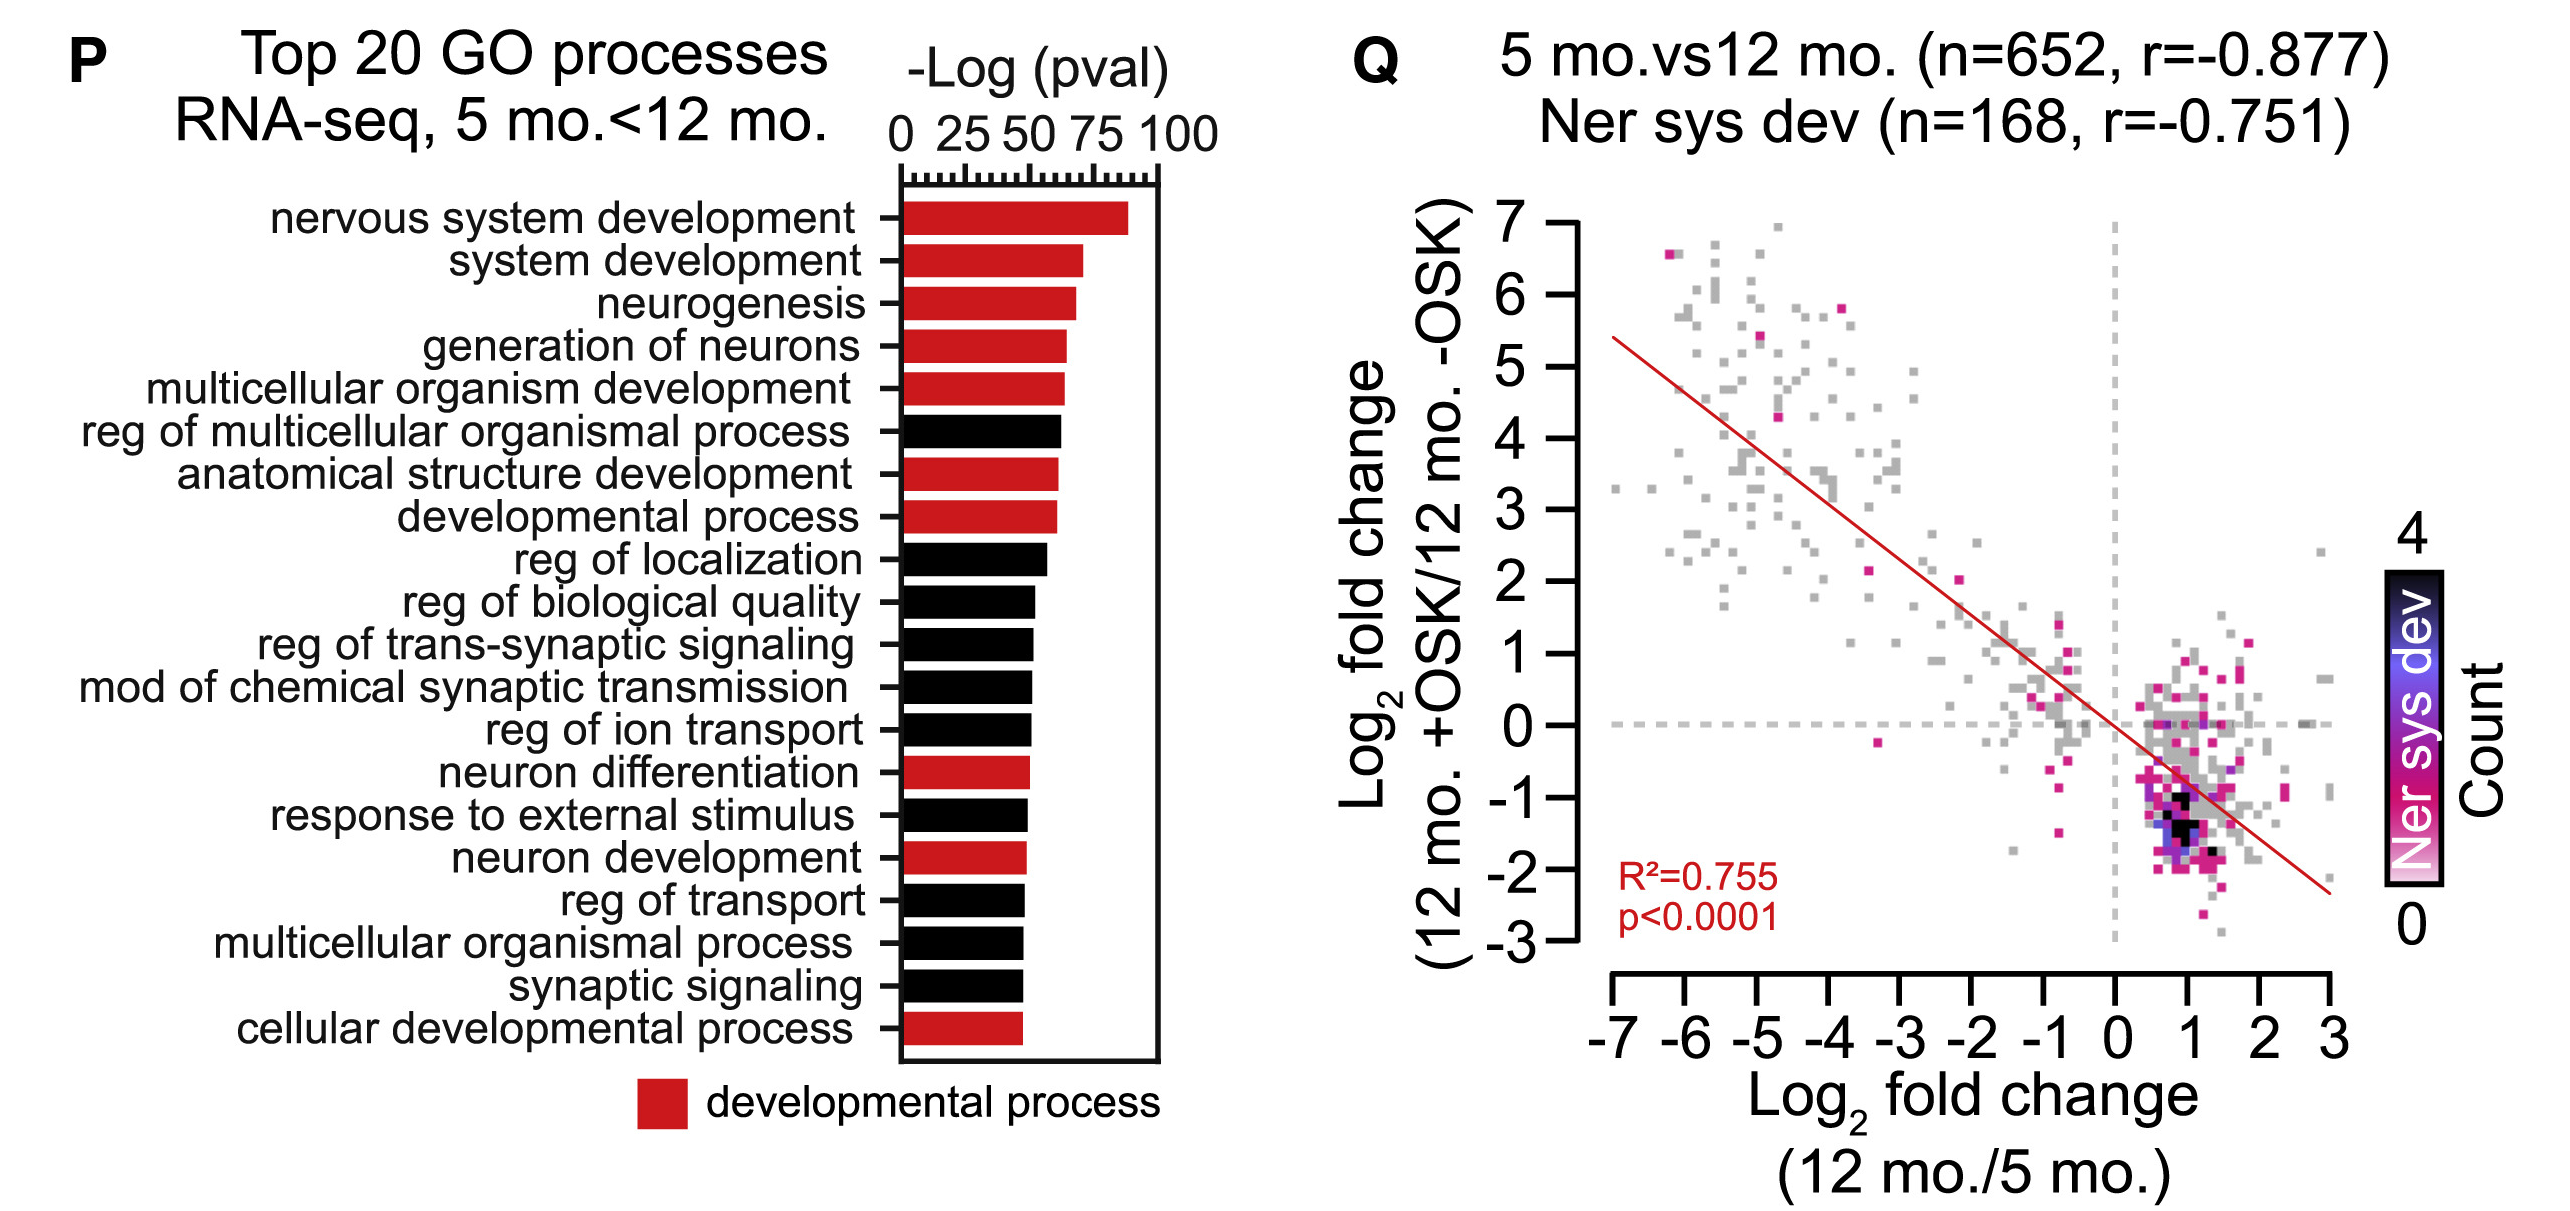 P
Top 20 GO processes
RNA-seq, 5 mo.<12 mo.
-Log (pval)
0 25 50 75 100
nervous system development
system development
neurogenesis
generation of neurons
multicellular organism development
reg of multicellular organismal process
anatomical structure development
developmental process
reg of localization
reg of biological quality
reg of trans-synaptic signaling
mod of chemical synaptic transmission
reg of ion transport
neuron differentiation
response to external stimulus
neuron development
reg of transport
multicellular organismal process
synaptic signaling
cellular developmental process
developmental process
Q
5 mo.vs12 mo. (n=652, r=-0.877)
Ner sys dev (n=168, r=-0.751)
Log₂ fold change
(12 mo. +OSK/12 mo. -OSK)
7
6
5
4
3
2
1
0
-1
-2
-3
R²=0.755
p<0.0001
-7 -6 -5 -4 -3 -2 -1 0 1 2 3
Log₂ fold change
(12 mo./5 mo.)
4
Ner sys dev
Count
0